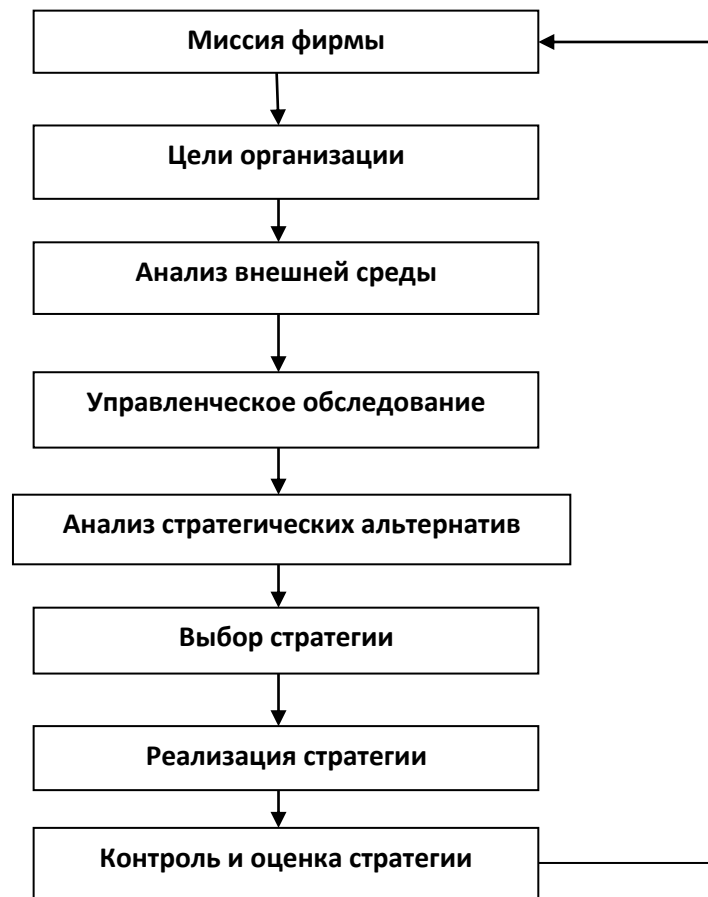 Миссия фирмы
Цели организации
Анализ внешней среды
Управленческое обследование
Анализ стратегических альтернатив
Выбор стратегии
Реализация стратегии
Контроль и оценка стратегии